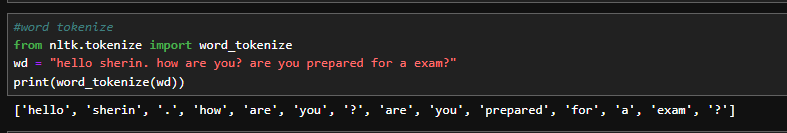 #word tokenize
from nltk.tokenize import word_tokenize
wd = "hello sherin. how are you? are you prepared for a exam?"
print(word_tokenize(wd))
['hello', 'sherin', '.', 'how', 'are', 'you', '?', 'are', 'you', 'prepared', 'for', 'a', 'exam', '?']